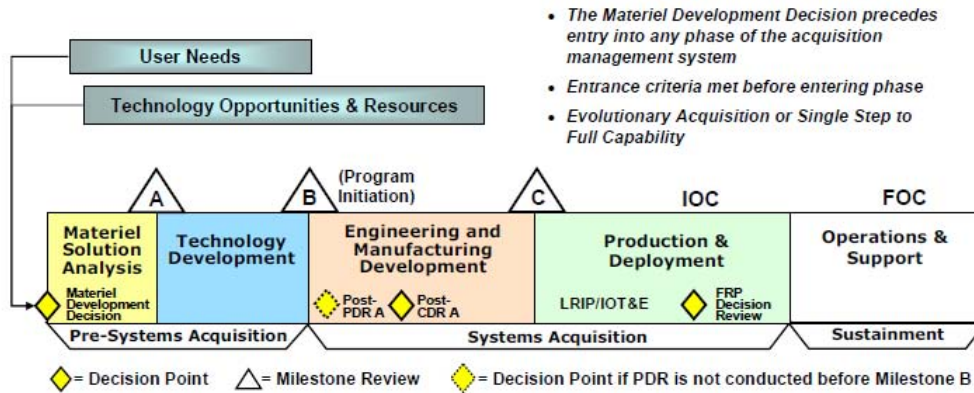 User Needs
Technology Opportunities & Resources
• The Materiel Development Decision precedes
entry into any phase of the acquisition
management system
• Entrance criteria met before entering phase
• Evolutionary Acquisition or Single Step to
Full Capability
A
B
(Program
Initiation)
C
IOC
FOC
Materiel
Solution
Analysis
Technology
Development
Engineering and
Manufacturing
Development
Production &
Deployment
Operations &
Support
Materiel
Development
Decision
Post-
PDR A
Post-
CDR A
LRIP/IOT&E
FRP
Decision
Review
Pre-Systems Acquisition
Systems Acquisition
Sustainment
= Decision Point
= Milestone Review
= Decision Point if PDR is not conducted before Milestone B